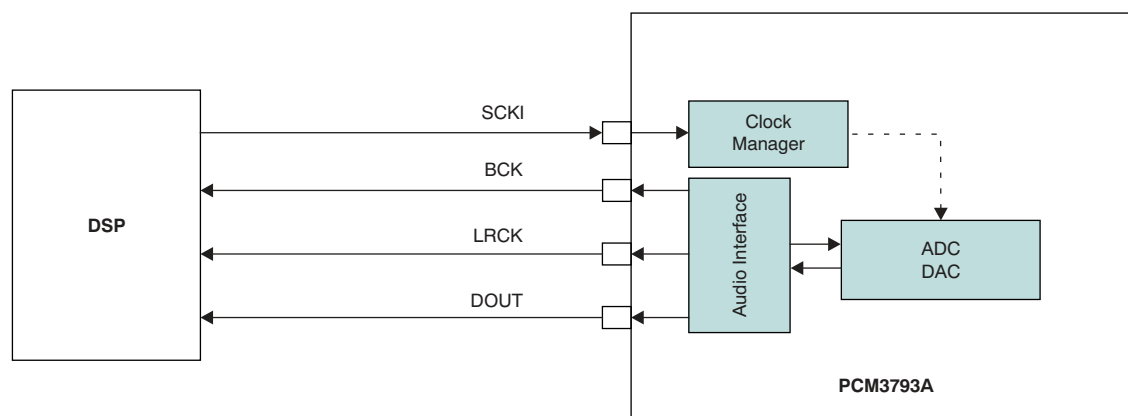 SCKI
Clock
Manager
BCK
DSP
LRCK
Audio Interface
ADC
DAC
DOUT
PCM3793A